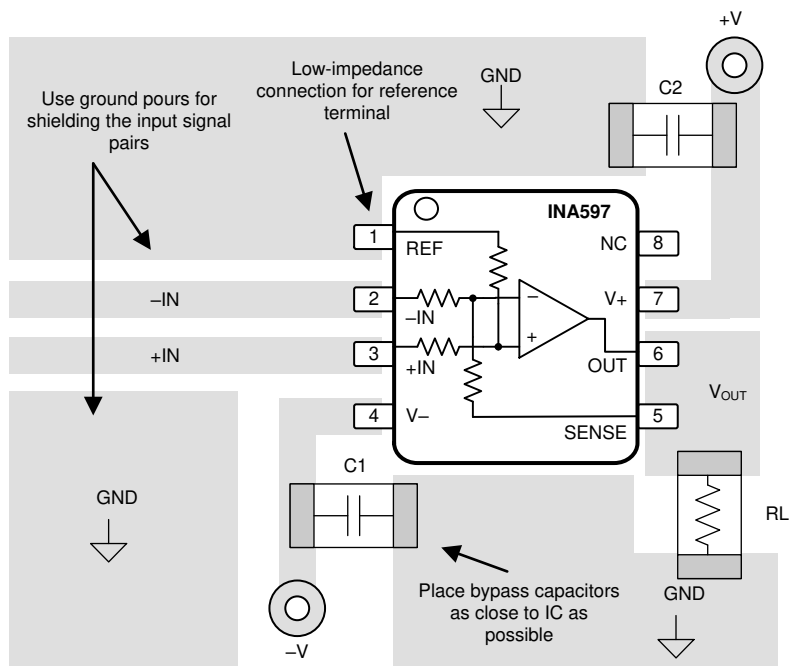 +V
Low-impedance
connection for reference
terminal
GND
C2
Use ground pours for
shielding the input signal
pairs
INA597
1
REF
NC
8
–IN
2
–IN
V+
7
–
+
+IN
3
+IN
OUT
6
4
V–
SENSE
5
VOUT
C1
GND
RL
Place bypass capacitors
as close to IC as
possible
GND
–V